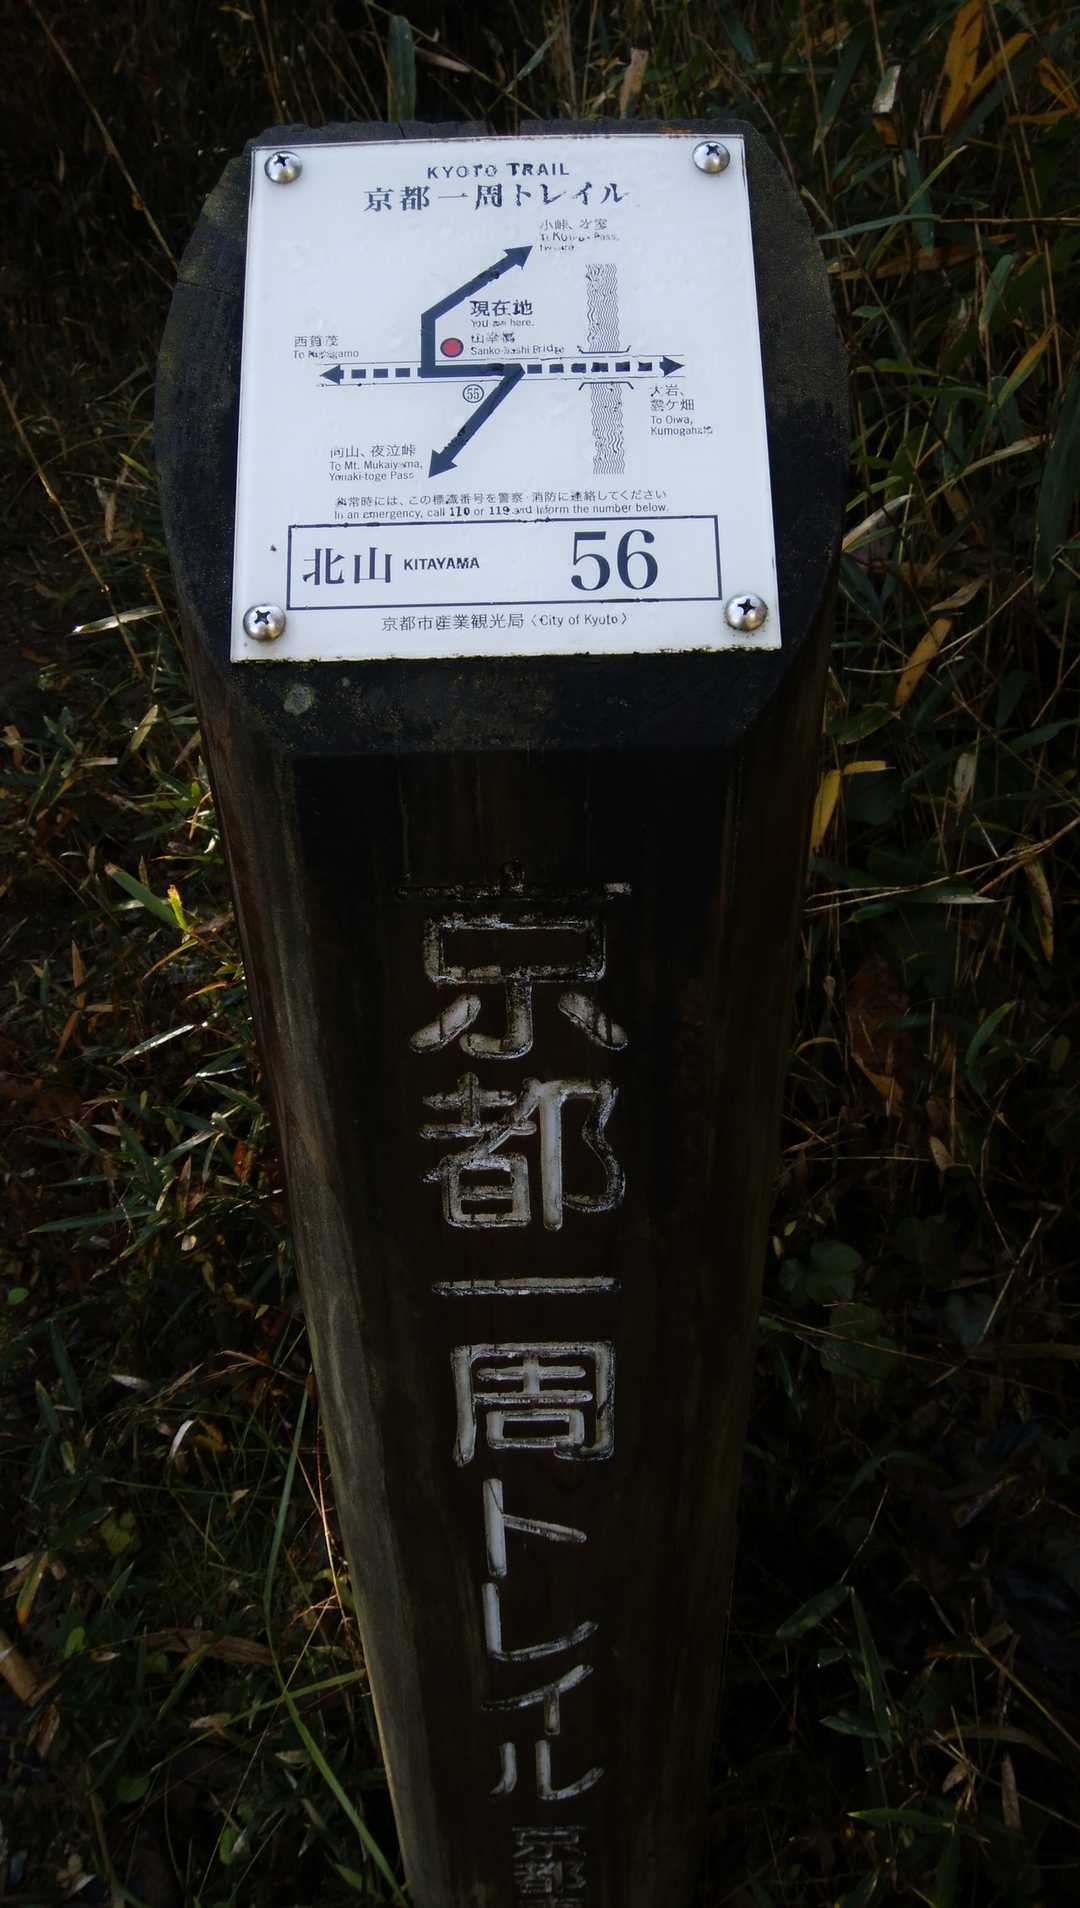 KYOTO TRAIL
京都一周トレイル
小峠、氷室
Pass,
現在地
You are here.
山幸橋
Sanko-bashi Bridge
西賀茂
To Nishigamo
55
大岩、
雲ケ畑
To Oiwa,
Kumogahata
向山、夜泣峠
To Mt. Mukaiyama,
Yonaki-toge Pass
非常時には、この標識番号を警察・消防に連絡してください
In an emergency, call 110 or 119 and inform the number below.
北山 KITAYAMA 56
京都市産業観光局〈City of Kyoto〉
京都一周トレイル
京都